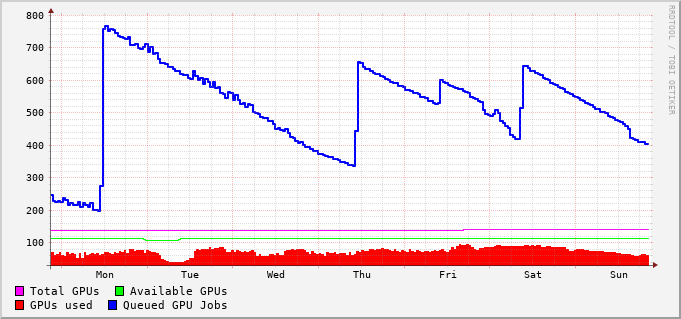 800
700
600
500
400
300
200
100
Mon Tue Wed Thu Fri Sat Sun
Total GPUs Available GPUs
GPUs used Queued GPU Jobs
RRDTOOL / TOBI OETIKER